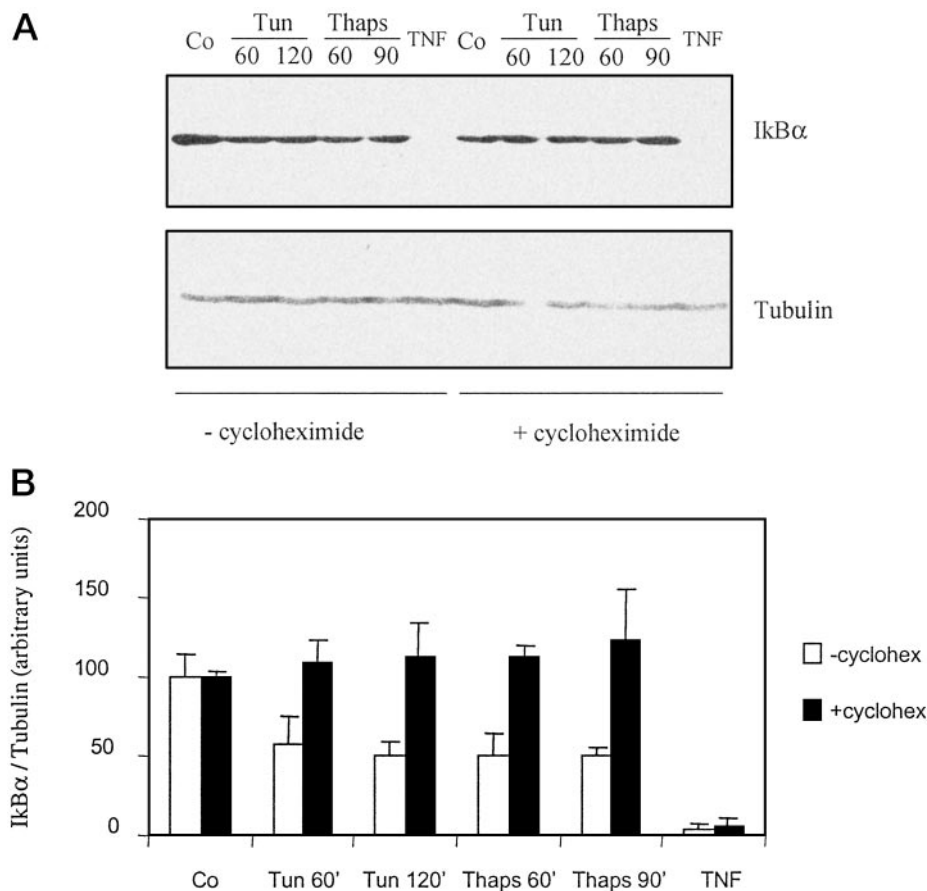 A
Co Tun Thaps TNF Co Tun Thaps TNF
60 120 60 90 60 120 60 90
IkBα
Tubulin
- cycloheximide + cycloheximide
B
IkBα / Tubulin (arbitrary units)
200
150
100
50
0
-cyclohex
+cyclohex
Co Tun 60' Tun 120' Thaps 60' Thaps 90' TNF